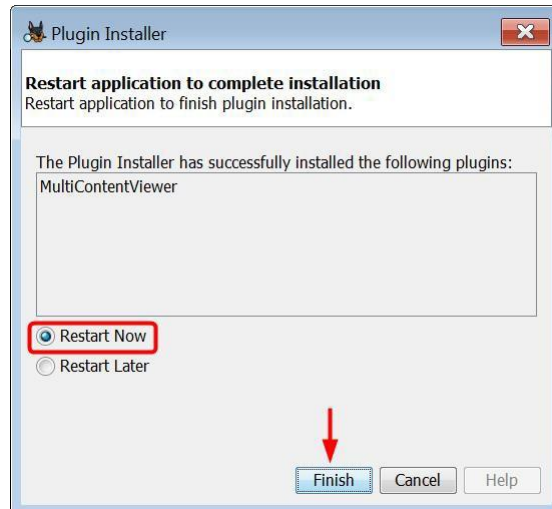 Plugin Installer
Restart application to complete installation
Restart application to finish plugin installation.
The Plugin Installer has successfully installed the following plugins:
MultiContentViewer
Restart Now
Restart Later
Finish Cancel Help